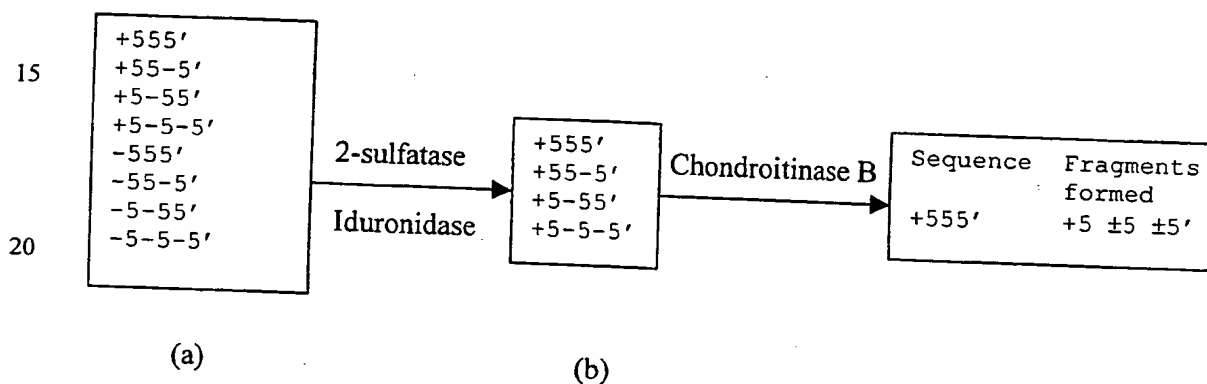 15
+555'
+55-5'
+5-55'
+5-5-5'
-555'
-55-5'
-5-55'
-5-5-5'
20
(a)
2-sulfatase
Iduronidase
+555'
+55-5'
+5-55'
+5-5-5'
(b)
Chondroitinase B
Sequence Fragments
formed
+555' +5 ±5 ±5'